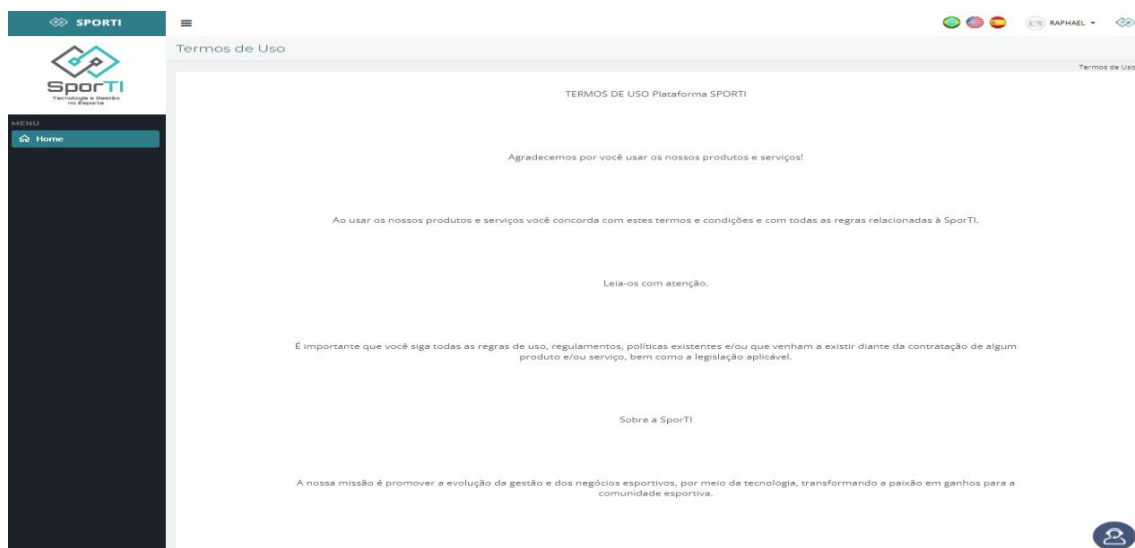 SPORTI
RAPHAEL
SporTI
Tecnologia e Gestão
no Esporte
MENU
Home
Termos de Uso
Termos de Uso
TERMOS DE USO Plataforma SPORTI
Agradecemos por você usar os nossos produtos e serviços!
Ao usar os nossos produtos e serviços você concorda com estes termos e condições e com todas as regras relacionadas à SporTI.
Leia-os com atenção.
É importante que você siga todas as regras de uso, regulamentos, políticas existentes e/ou que venham a existir diante da contratação de algum
produto e/ou serviço, bem como a legislação aplicável.
Sobre a SporTI
A nossa missão é promover a evolução da gestão e dos negócios esportivos, por meio da tecnologia, transformando a paixão em ganhos para a
comunidade esportiva.